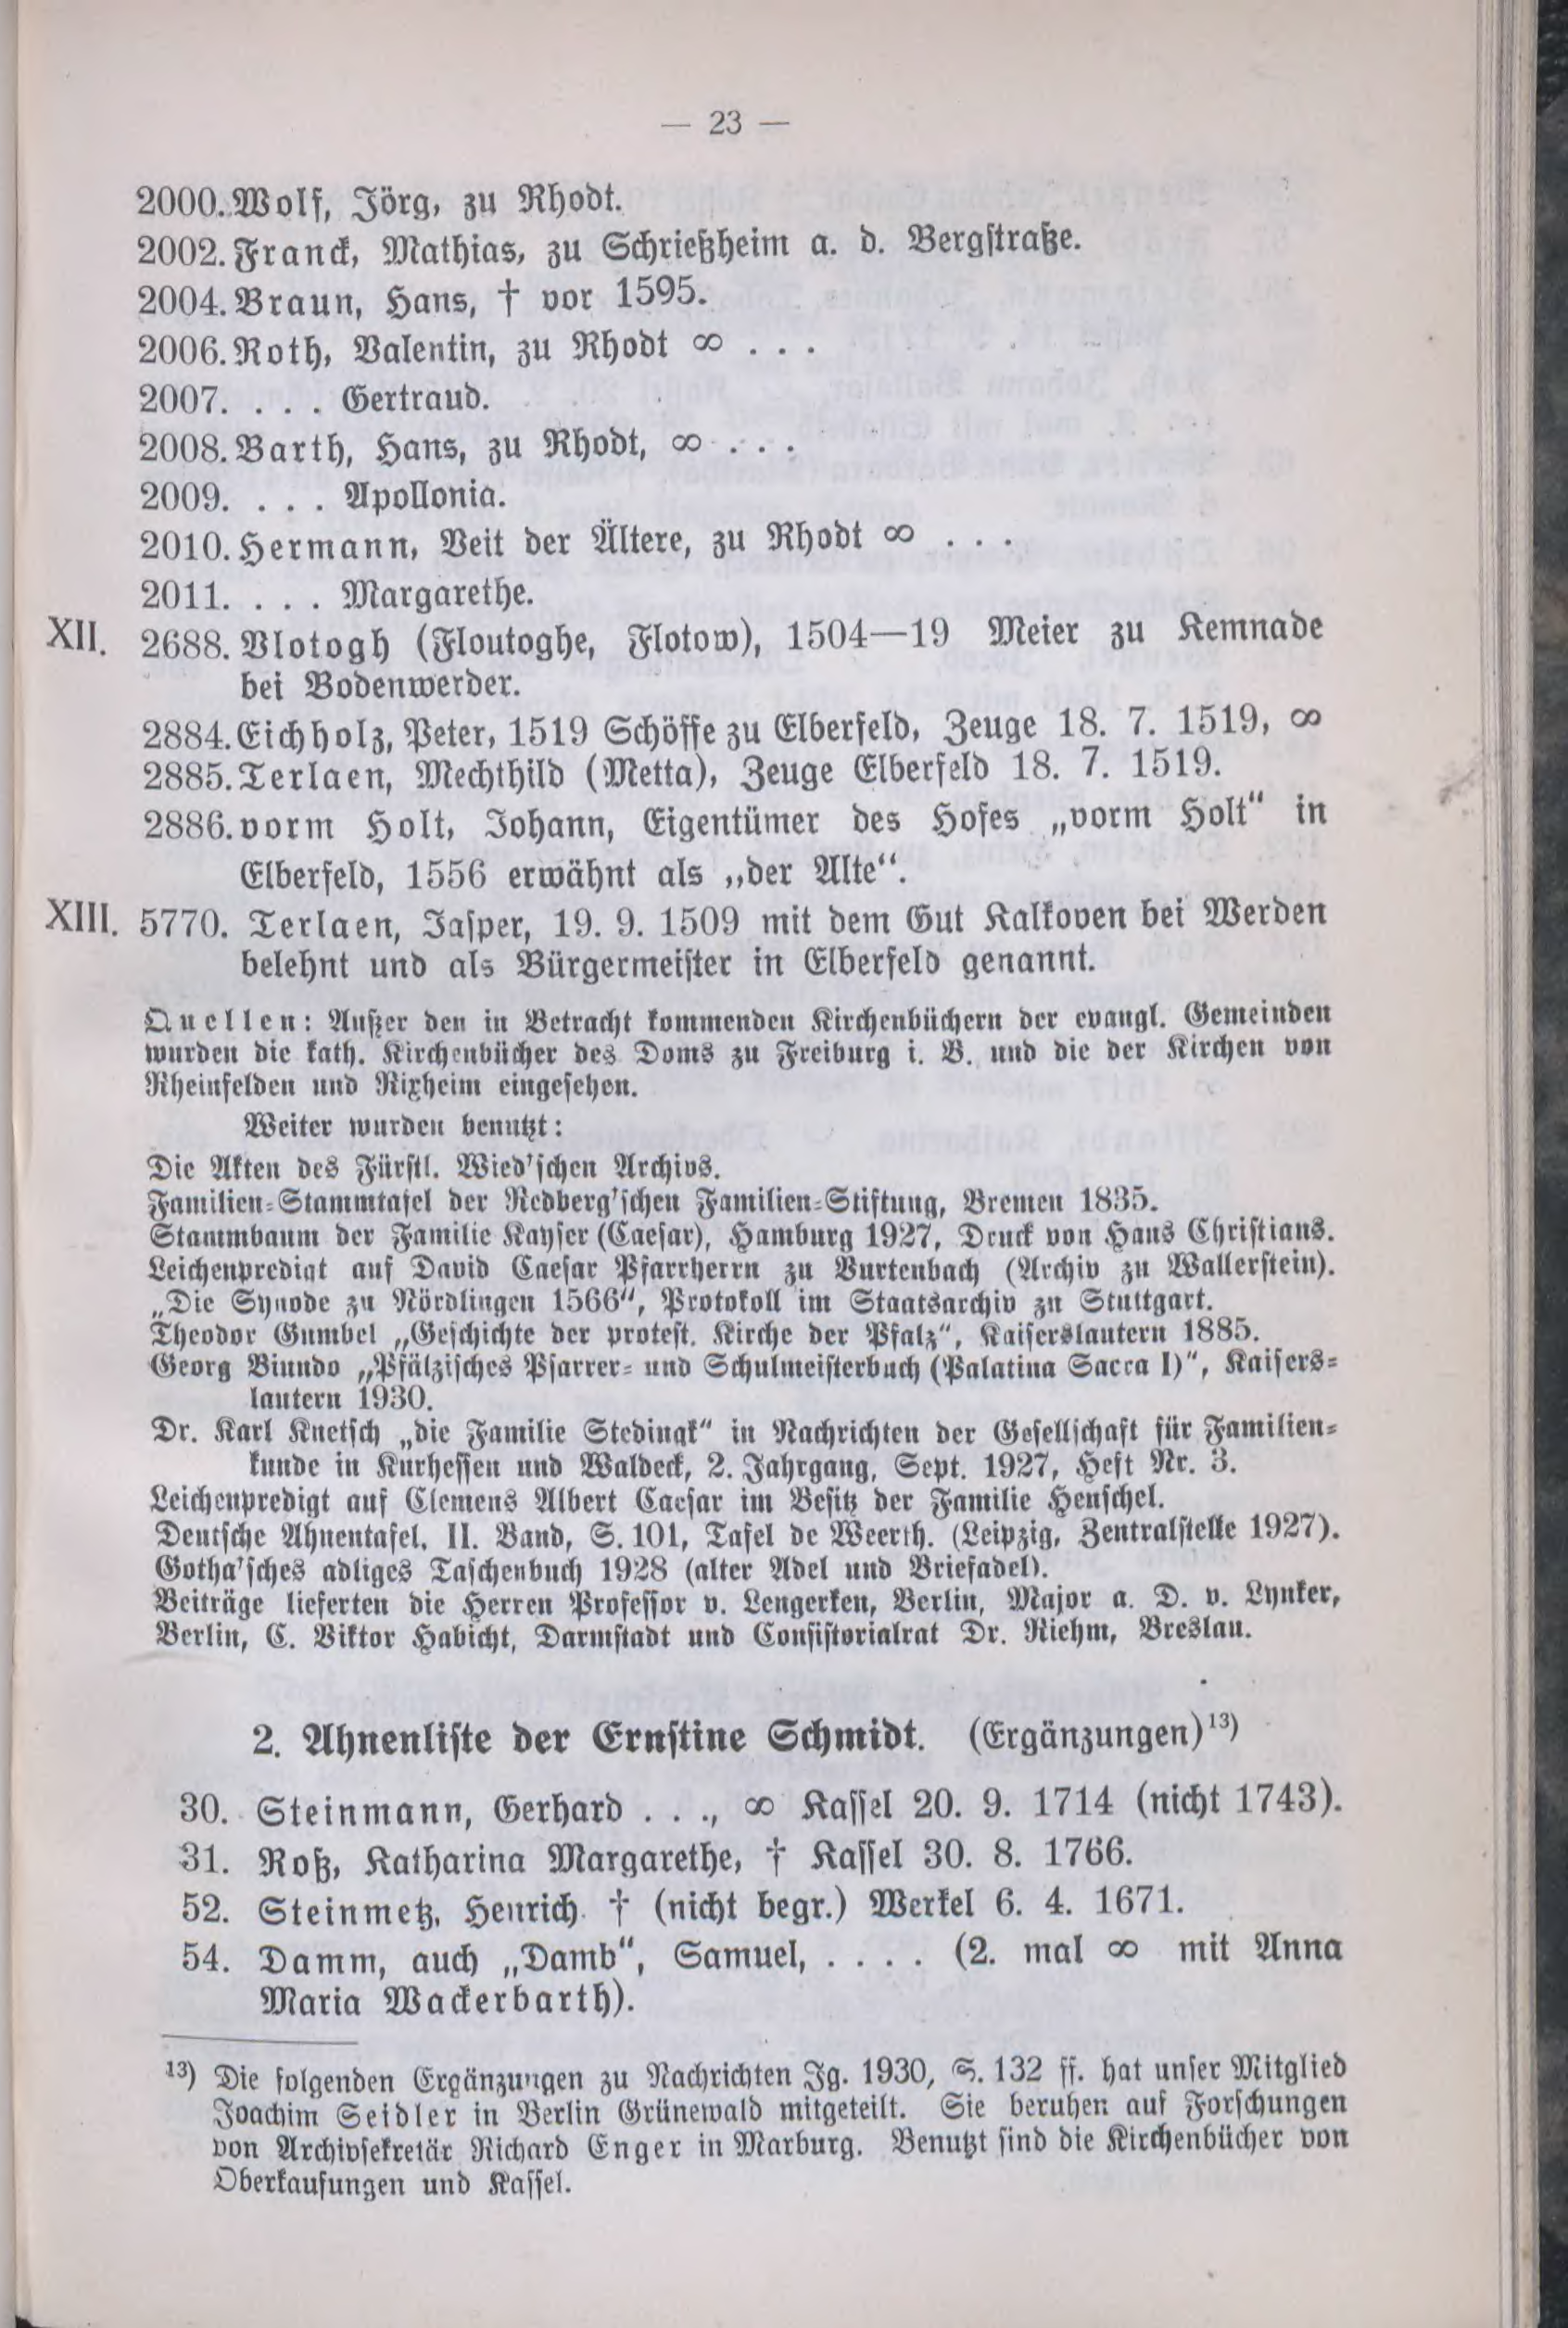 — 23 —
2000. Wolf, Jörg, zu Rhodt.
2002. Franck, Mathias, zu Schrießheim a. d. Bergstraße.
2004. Braun, Hans, † vor 1595.
2006. Roth, Valentin, zu Rhodt ∞ . . .
2007. . . . Gertraud.
2008. Barth, Hans, zu Rhodt, ∞ . . .
2009. . . . Apollonia.
2010. Hermann, Veit der Ältere, zu Rhodt ∞ . . .
2011. . . . Margarethe.
XII. 2688. Vlotogh (Floutoghe, Flotow), 1504—19 Meier zu Kemnade
bei Bodenwerder.
2884. Eichholz, Peter, 1519 Schöffe zu Elberfeld, Zeuge 18. 7. 1519, ∞
2885. Terlaen, Mechthild (Metta), Zeuge Elberfeld 18. 7. 1519.
2886. vorm Holt, Johann, Eigentümer des Hofes „vorm Holt“ in
Elberfeld, 1556 erwähnt als „der Alte“.
XIII. 5770. Terlaen, Jasper, 19. 9. 1509 mit dem Gut Kalkoven bei Werden
belehnt und als Bürgermeister in Elberfeld genannt.
Quellen: Außer den in Betracht kommenden Kirchenbüchern der evangl. Gemeinden
wurden die kath. Kirchenbücher des Doms zu Freiburg i. B. und die der Kirchen von
Rheinfelden und Rixheim eingesehen.
Weiter wurden benutzt:
Die Akten des Fürstl. Wied'schen Archivs.
Familien-Stammtafel der Redberg'schen Familien-Stiftung, Bremen 1835.
Stammbaum der Familie Kayser (Caesar), Hamburg 1927, Druck von Hans Christians.
Leichenpredigt auf David Caesar Pfarrherrn zu Burtenbach (Archiv zu Wallerstein).
„Die Synode zu Nördlingen 1566“, Protokoll im Staatsarchiv zu Stuttgart.
Theodor Gumbel „Geschichte der protest. Kirche der Pfalz“, Kaiserslautern 1885.
Georg Biundo „Pfälzisches Pfarrer- und Schulmeisterbuch (Palatina Sacra I)“, Kaisers-
lautern 1930.
Dr. Karl Knetsch „die Familie Stedingk“ in Nachrichten der Gesellschaft für Familien-
kunde in Kurhessen und Waldeck, 2. Jahrgang, Sept. 1927, Heft Nr. 3.
Leichenpredigt auf Clemens Albert Caesar im Besitz der Familie Henschel.
Deutsche Ahnentafel, II. Band, S. 101, Tafel de Weerth. (Leipzig, Zentralstelle 1927).
Gotha'sches adliges Taschenbuch 1928 (alter Adel und Briefadel).
Beiträge lieferten die Herren Professor v. Lengerken, Berlin, Major a. D. v. Lynker,
Berlin, C. Viktor Habicht, Darmstadt und Consistorialrat Dr. Riehm, Breslau.
2. Ahnenliste der Ernstine Schmidt. (Ergänzungen)¹³)
30. Steinmann, Gerhard . . ., ∞ Kassel 20. 9. 1714 (nicht 1743).
31. Roß, Katharina Margarethe, † Kassel 30. 8. 1766.
52. Steinmetz, Henrich † (nicht begr.) Werkel 6. 4. 1671.
54. Damm, auch „Damb“, Samuel, . . . . (2. mal ∞ mit Anna
Maria Wackerbarth).
¹³) Die folgenden Ergänzungen zu Nachrichten Jg. 1930, S. 132 ff. hat unser Mitglied
Joachim Seidler in Berlin Grünewald mitgeteilt. Sie beruhen auf Forschungen
von Archivsekretär Richard Enger in Marburg. Benutzt sind die Kirchenbücher von
Oberkaufungen und Kassel.